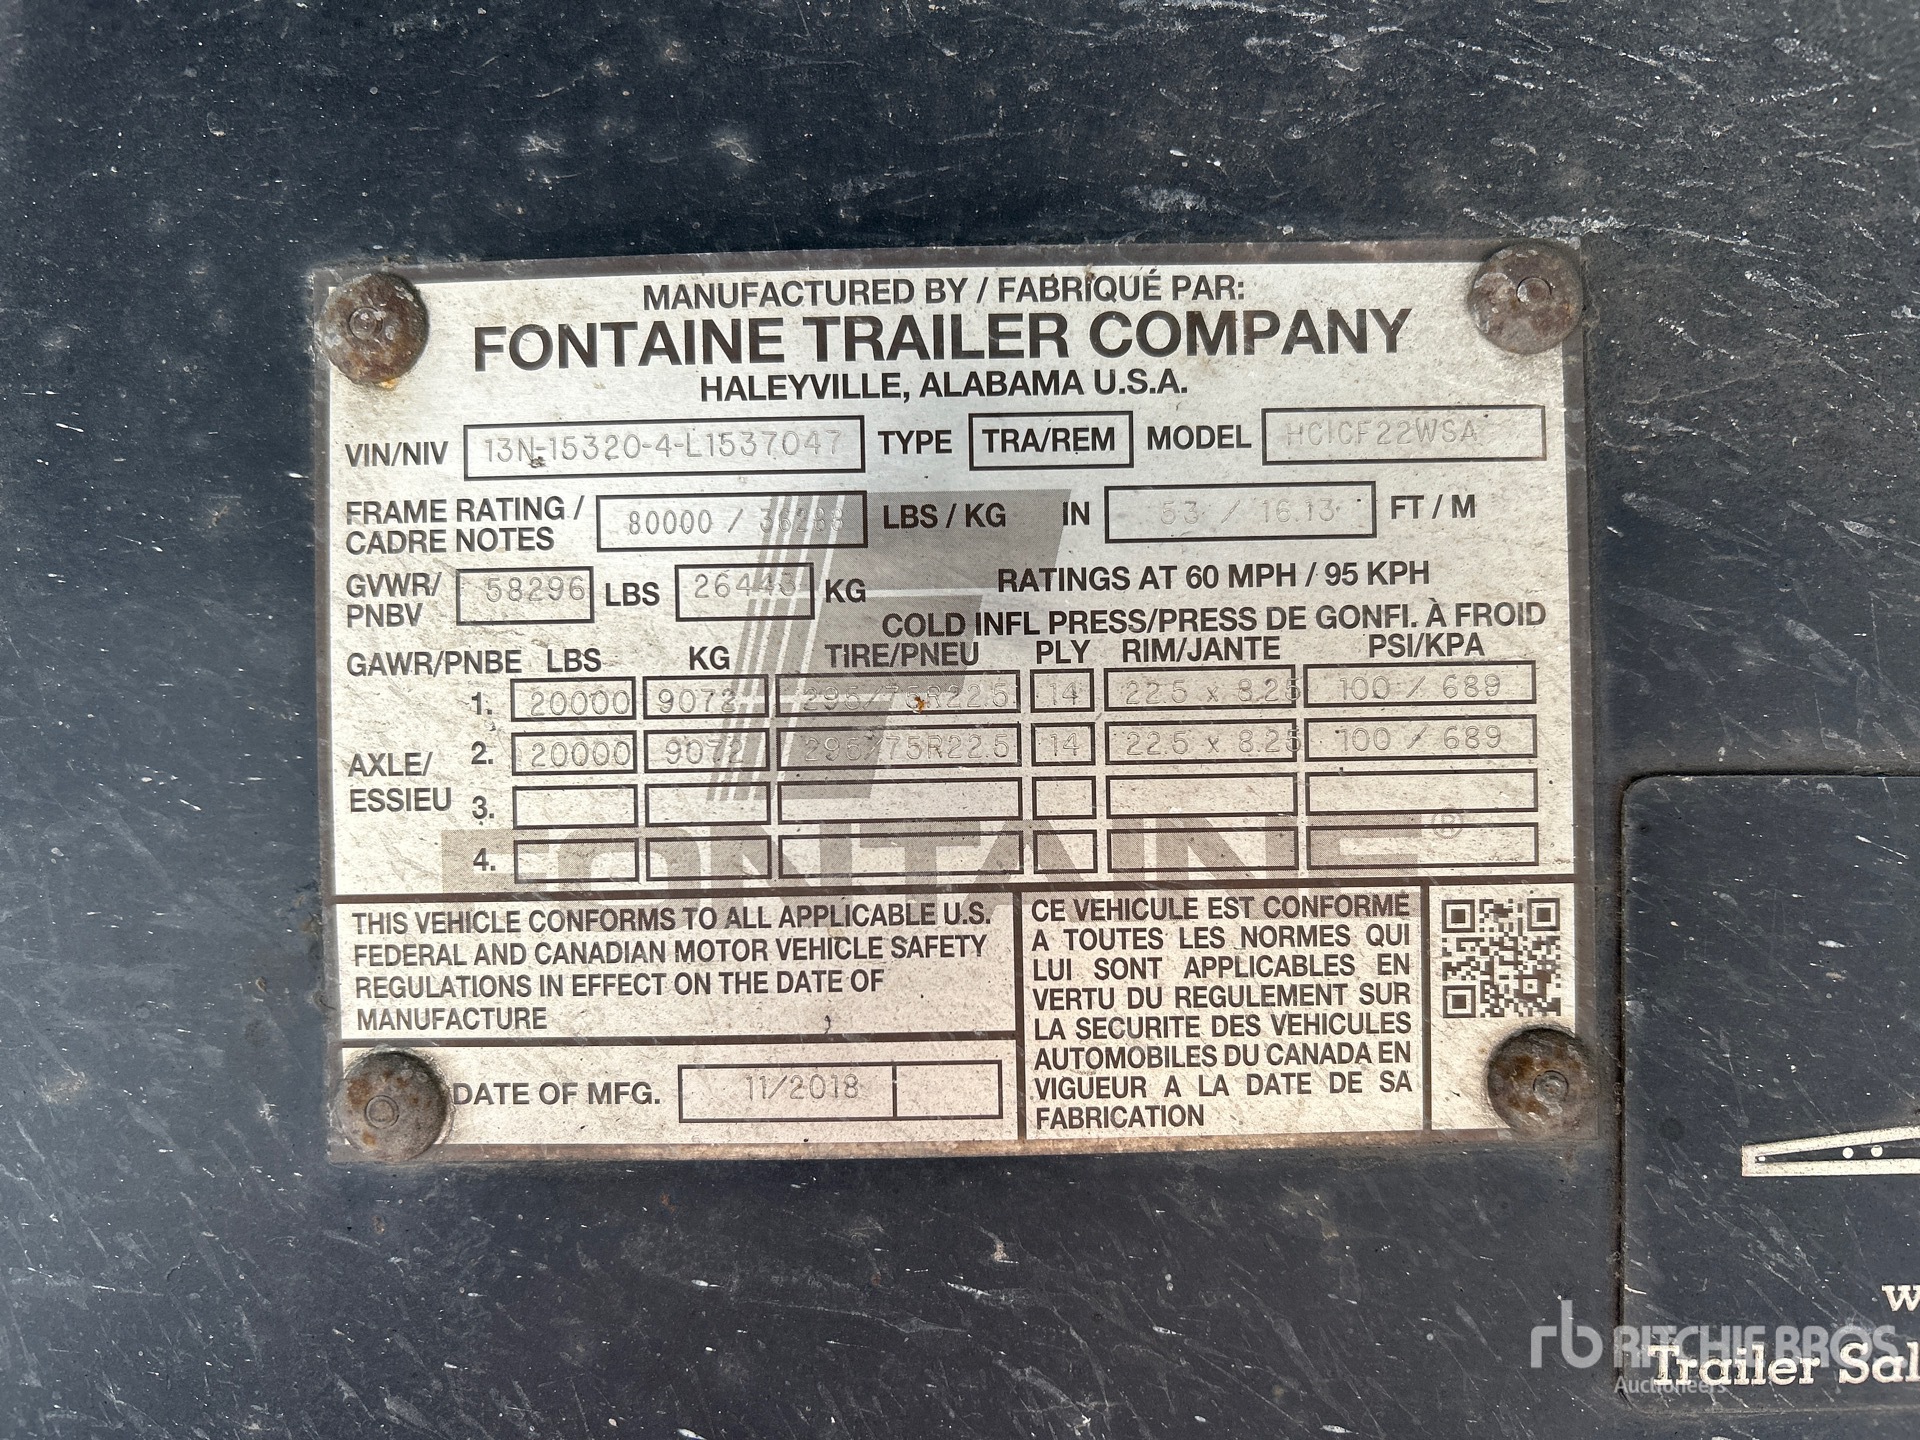 MANUFACTURED BY / FABRIQUÉ PAR:
FONTAINE TRAILER COMPANY
HALEYVILLE, ALABAMA U.S.A.
VIN/NIV 13N-15320-4-L1537047 TYPE TRA/REM MODEL HCICF22WSA
FRAME RATING / CADRE NOTES 80000 / 36288 LBS / KG IN 53 / 16.13 FT / M
GVWR/ PNBV 58296 LBS 26443 KG RATINGS AT 60 MPH / 95 KPH
COLD INFL PRESS/PRESS DE GONFI. À FROID
GAWR/PNBE LBS KG TIRE/PNEU PLY RIM/JANTE PSI/KPA
1. 20000 9072 295/75R22.5 14 22.5 x 8.25 100 / 689
AXLE/ ESSIEU
2. 20000 9072 295/75R22.5 14 22.5 x 8.25 100 / 689
3.
4.
FONTAINE®
THIS VEHICLE CONFORMS TO ALL APPLICABLE U.S.
FEDERAL AND CANADIAN MOTOR VEHICLE SAFETY
REGULATIONS IN EFFECT ON THE DATE OF
MANUFACTURE
DATE OF MFG. 11/2018
CE VEHICULE EST CONFORME
A TOUTES LES NORMES QUI
LUI SONT APPLICABLES EN
VERTU DU REGULEMENT SUR
LA SECURITE DES VEHICULES
AUTOMOBILES DU CANADA EN
VIGUEUR A LA DATE DE SA
FABRICATION
w
Trailer Sal
rb RITCHIE BROS
Auctioneers